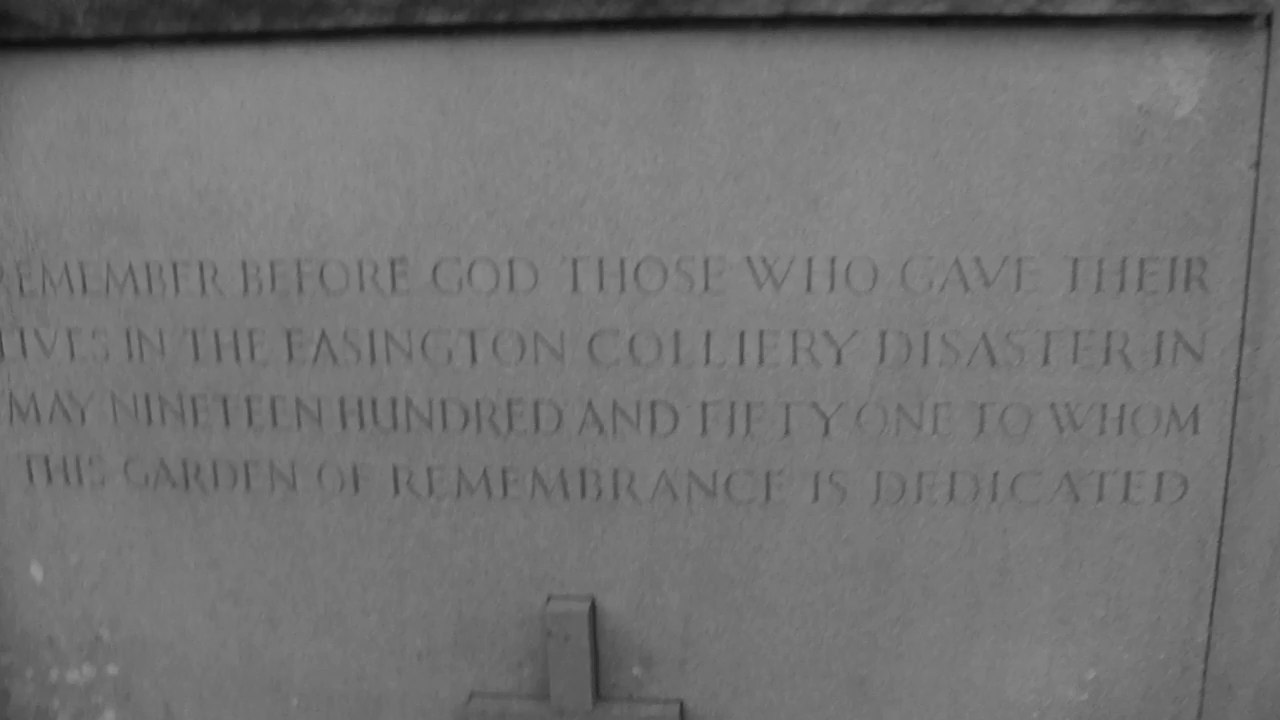 REMEMBER BEFORE GOD THOSE WHO GAVE THEIR
LIVES IN THE EASINGTON COLLIERY DISASTER IN
MAY NINETEEN HUNDRED AND FIFTY ONE TO WHOM
THIS GARDEN OF REMEMBRANCE IS DEDICATED